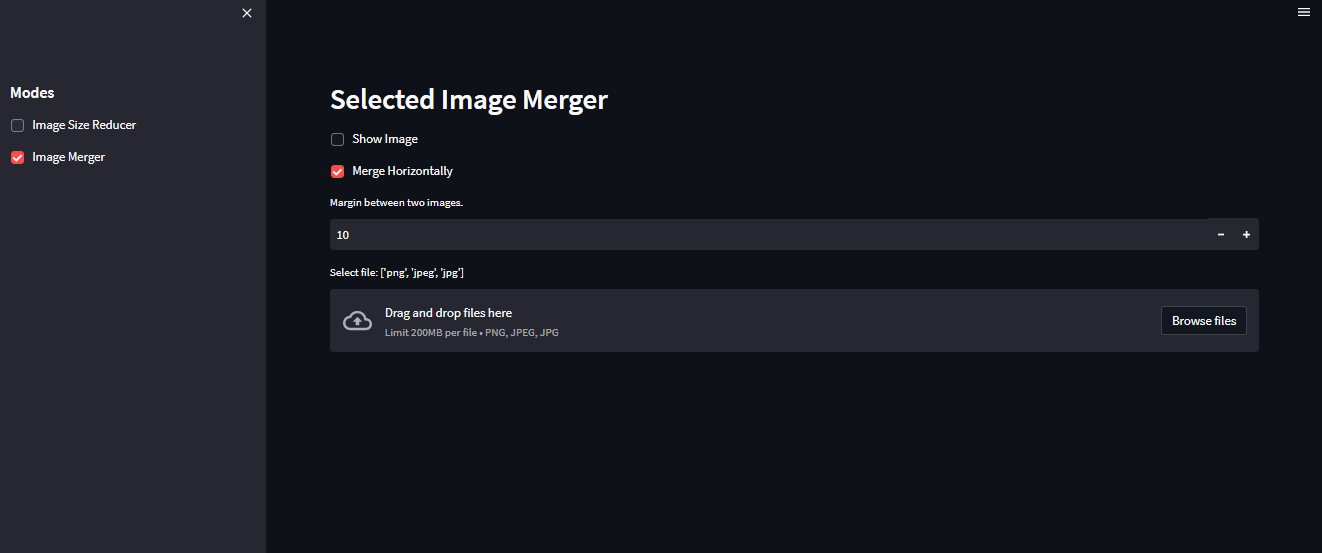 Modes
Image Size Reducer
Image Merger
Selected Image Merger
Show Image
Merge Horizontally
Margin between two images.
10
Select file: ['png', 'jpeg', 'jpg']
Drag and drop files here
Limit 200MB per file • PNG, JPEG, JPG
Browse files